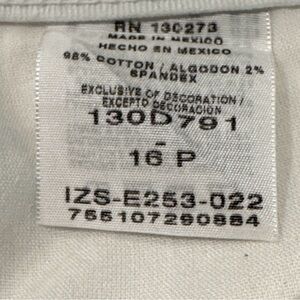 RN 130273
MADE IN MEXICO
HECHO EN MEXICO
98% COTTON / ALGODON 2%
SPANDEX
EXCLUSIVE OF DECORATION /
EXCEPTO DECORACIÓN
130D791
-
16 P
IZS-E253-022
755107290884